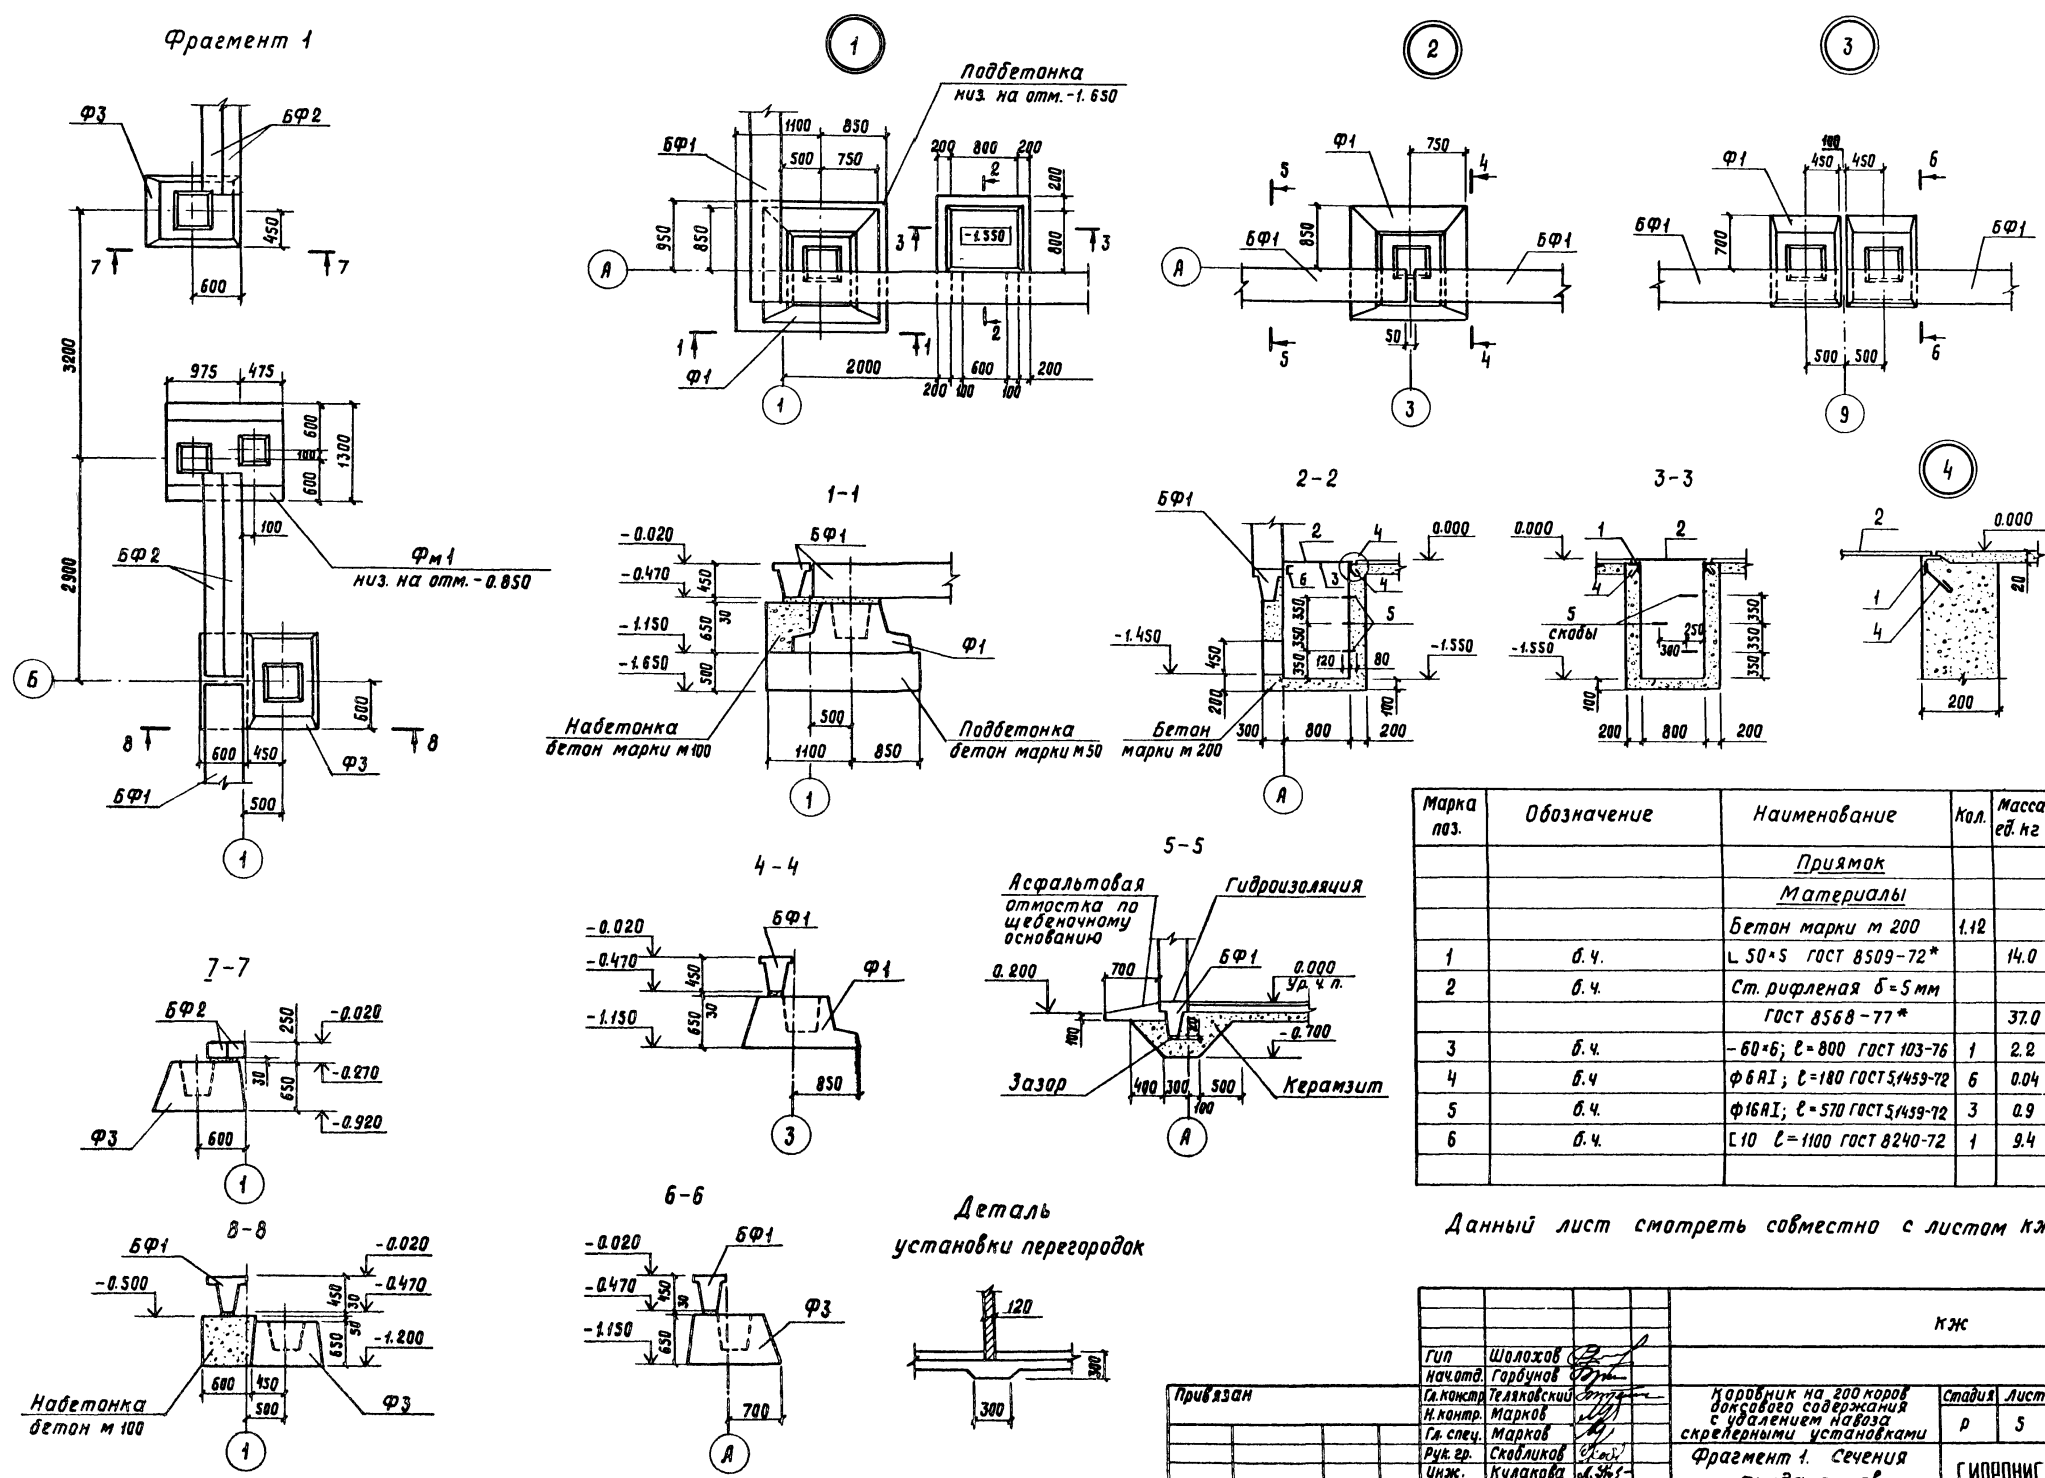 Фрагмент 1
Ф3
БФ2
450
7
7
600
3200
975
475
600
100
1300
600
100
БФ2
Фм1
низ. на отм. -0.850
2900
Б
600
8
8
600
450
Ф3
БФ1
500
1
1
Подбетонка
низ. на отм. -1.650
1100
850
БФ1
500
750
200
800
200
2
200
950
850
3
-1.550
800
3
А
1
1
2
Ф1
2000
600
200
200
100
100
1
2
Ф1
750
5
4
850
БФ1
БФ1
А
50
5
4
3
3
100
Ф1
450
450
6
БФ1
700
БФ1
500
500
6
9
1-1
-0.020
БФ1
-0.470
450
30
-1.150
650
Ф1
-1.650
500
Набетонка
бетон марки М100
500
Подбетонка
бетон марки М50
1100
850
1
2-2
БФ1
2
4
0.000
6
3
4
350
5
-1.450
350
450
350
120
80
-1.550
200
100
Бетон
марки М 200
300
800
200
А
3-3
0.000
1
2
4
5
скобы
350
250
350
300
-1.550
350
100
200
800
200
4
2
0.000
20
1
4
200
Марка поз.
Обозначение
Наименование
Кол.
Масса ед. кг
Приямок
Материалы
Бетон марки М 200 1.12
1 б.ч. ∟ 50×5 ГОСТ 8509-72* 14.0
2 б.ч. Ст. рифленая δ=5 мм
ГОСТ 8568-77* 37.0
3 б.ч. -60×6; ℓ=800 ГОСТ 103-76 1 2.2
4 б.ч ф6АI; ℓ=180 ГОСТ 5.1459-72 6 0.04
5 б.ч. ф16АI; ℓ=570 ГОСТ 5.1459-72 3 0.9
6 б.ч. [10 ℓ=1100 ГОСТ 8240-72 1 9.4
Данный лист смотреть совместно с листом КЖ
7-7
БФ2
250
-0.020
30
-0.270
650
-0.920
Ф3
600
1
4-4
БФ1
-0.020
-0.470
450
30
Ф1
-1.150
650
850
3
5-5
Асфальтовая
отмостка по
щебеночному
основанию
Гидроизоляция
0.200
700
БФ1
0.000
Ур. ч. п.
100
-0.700
Зазор
400
300
500
100
Керамзит
А
8-8
БФ1
-0.020
-0.500
450
30
-0.470
50
650
-1.200
Набетонка
бетон М 100
600
450
500
Ф3
1
6-6
БФ1
-0.020
-0.470
450
30
Ф3
-1.150
650
700
А
Деталь
установки перегородок
120
300
300
КЖ
Гип Шолохов
Нач.отд. Горбунов
Гл.констр Теляковский
Н.контр. Марков
Гл. спец. Марков
Рук. гр. Скобликов
Инж. Кулакова
Привязан
Коровник на 200 коров
боксового содержания
с удалением навоза
скреперными установками
Стадия Лист
Р 5
Фрагмент 1. Сечения